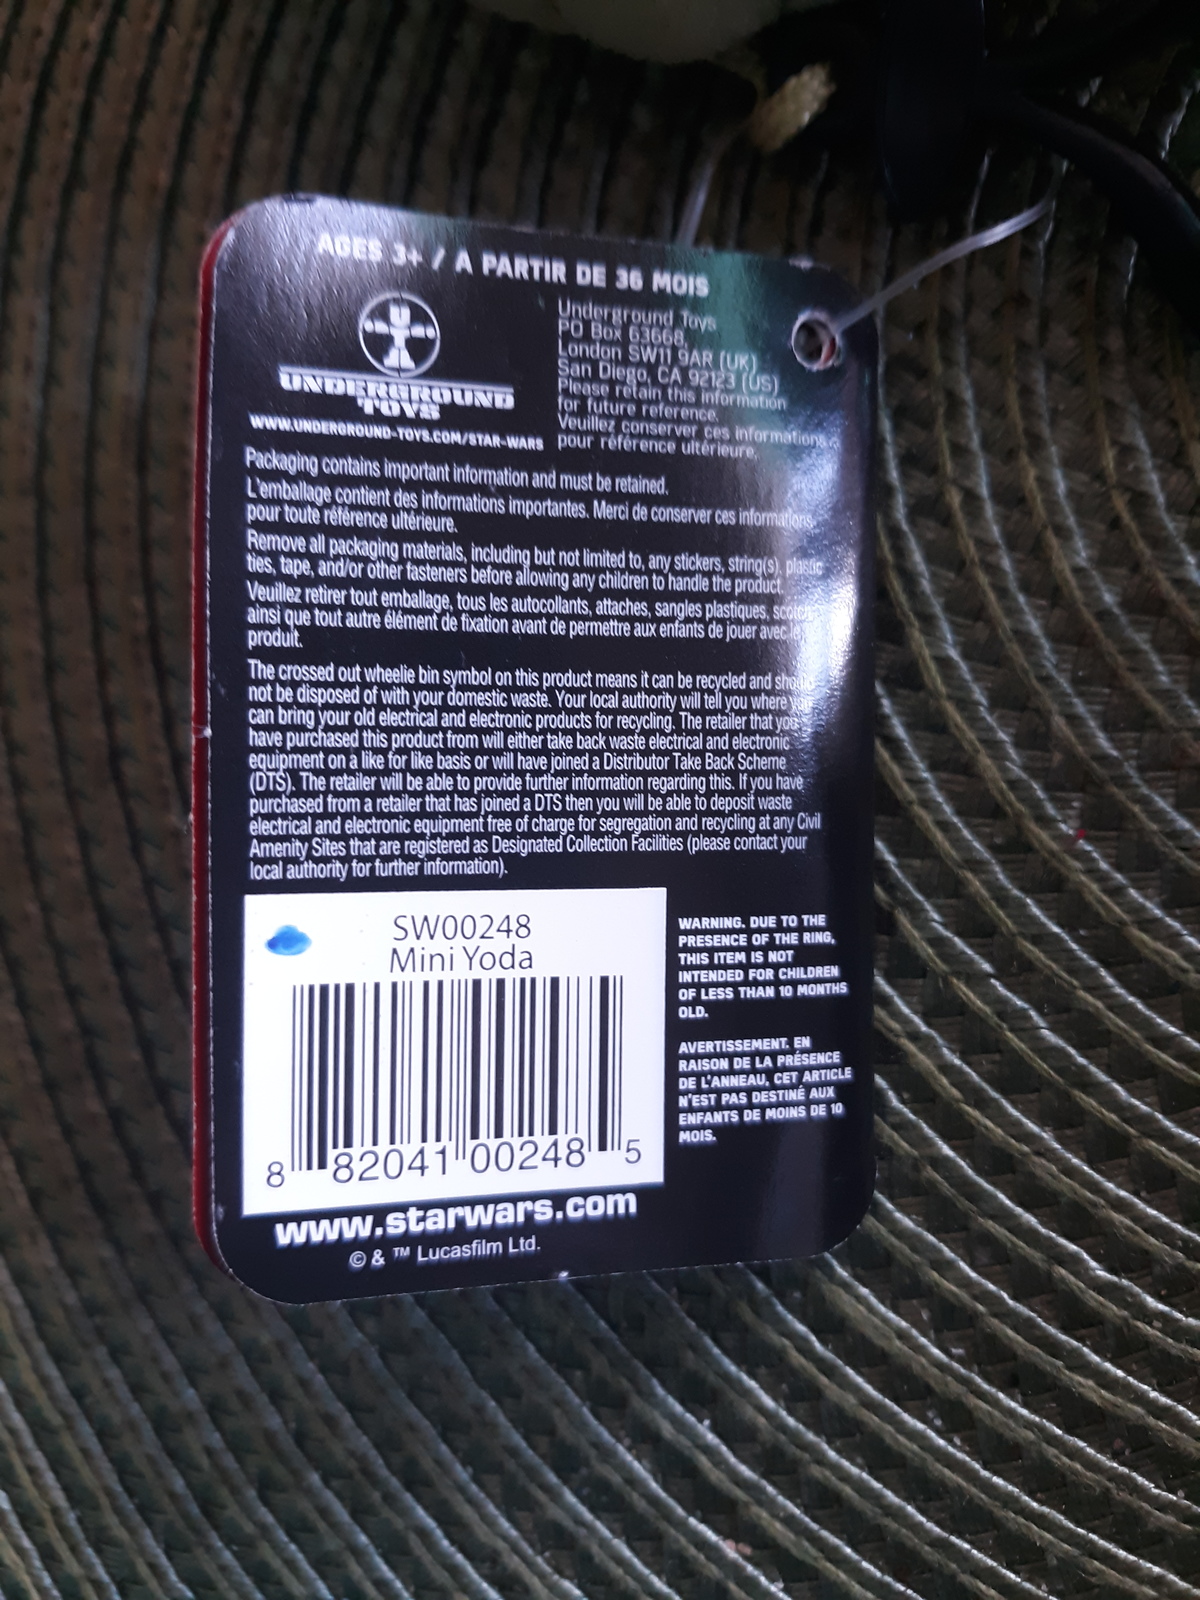 AGES 3+ / A PARTIR DE 36 MOIS
UNDERGROUND
TOYS
WWW.UNDERGROUND-TOYS.COM/STAR-WARS
Underground Toys
PO Box 63668,
London SW11 9AR (UK)
San Diego, CA 92123 (US)
Please retain this information
for future reference.
Veuillez conserver ces informations
pour référence ultérieure.
Packaging contains important information and must be retained.
L'emballage contient des informations importantes. Merci de conserver ces informations
pour toute référence ultérieure.
Remove all packaging materials, including but not limited to, any stickers, string(s), plastic
ties, tape, and/or other fasteners before allowing any children to handle the product.
Veuillez retirer tout emballage, tous les autocollants, attaches, sangles plastiques, scotch
ainsi que tout autre élément de fixation avant de permettre aux enfants de jouer avec le
produit.
The crossed out wheelie bin symbol on this product means it can be recycled and should
not be disposed of with your domestic waste. Your local authority will tell you where you
can bring your old electrical and electronic products for recycling. The retailer that you
have purchased this product from will either take back waste electrical and electronic
equipment on a like for like basis or will have joined a Distributor Take Back Scheme
(DTS). The retailer will be able to provide further information regarding this. If you have
purchased from a retailer that has joined a DTS then you will be able to deposit waste
electrical and electronic equipment free of charge for segregation and recycling at any Civil
Amenity Sites that are registered as Designated Collection Facilities (please contact your
local authority for further information).
SW00248
Mini Yoda
8 82041 00248 5
WARNING. DUE TO THE
PRESENCE OF THE RING,
THIS ITEM IS NOT
INTENDED FOR CHILDREN
OF LESS THAN 10 MONTHS
OLD.
AVERTISSEMENT. EN
RAISON DE LA PRÉSENCE
DE L'ANNEAU, CET ARTICLE
N'EST PAS DESTINÉ AUX
ENFANTS DE MOINS DE 10
MOIS.
www.starwars.com
© & ™ Lucasfilm Ltd.